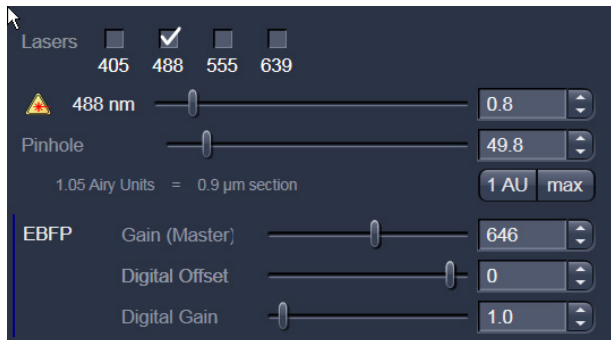 Lasers
405 488 555 639
488 nm 0.8
Pinhole 49.8
1.05 Airy Units = 0.9 µm section 1 AU max
EBFP Gain (Master) 646
Digital Offset 0
Digital Gain 1.0